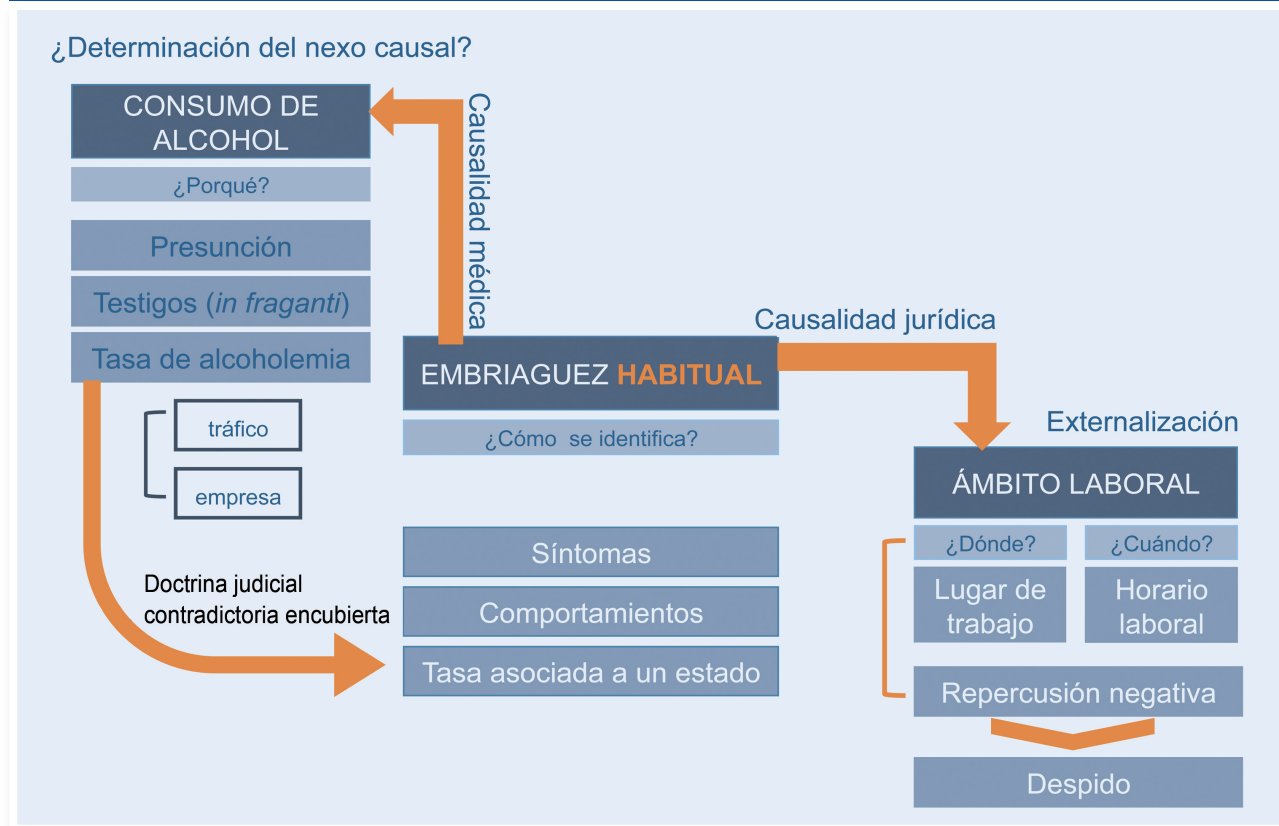 ¿Determinación del nexo causal?
CONSUMO DE
ALCOHOL
¿Porqué?
Presunción
Testigos (in fraganti)
Tasa de alcoholemia
tráfico
empresa
Doctrina judicial
contradictoria encubierta
Causalidad médica
EMBRIAGUEZ HABITUAL
¿Cómo se identifica?
Síntomas
Comportamientos
Tasa asociada a un estado
Causalidad jurídica
Externalización
ÁMBITO LABORAL
¿Dónde?
¿Cuándo?
Lugar de
trabajo
Horario
laboral
Repercusión negativa
Despido